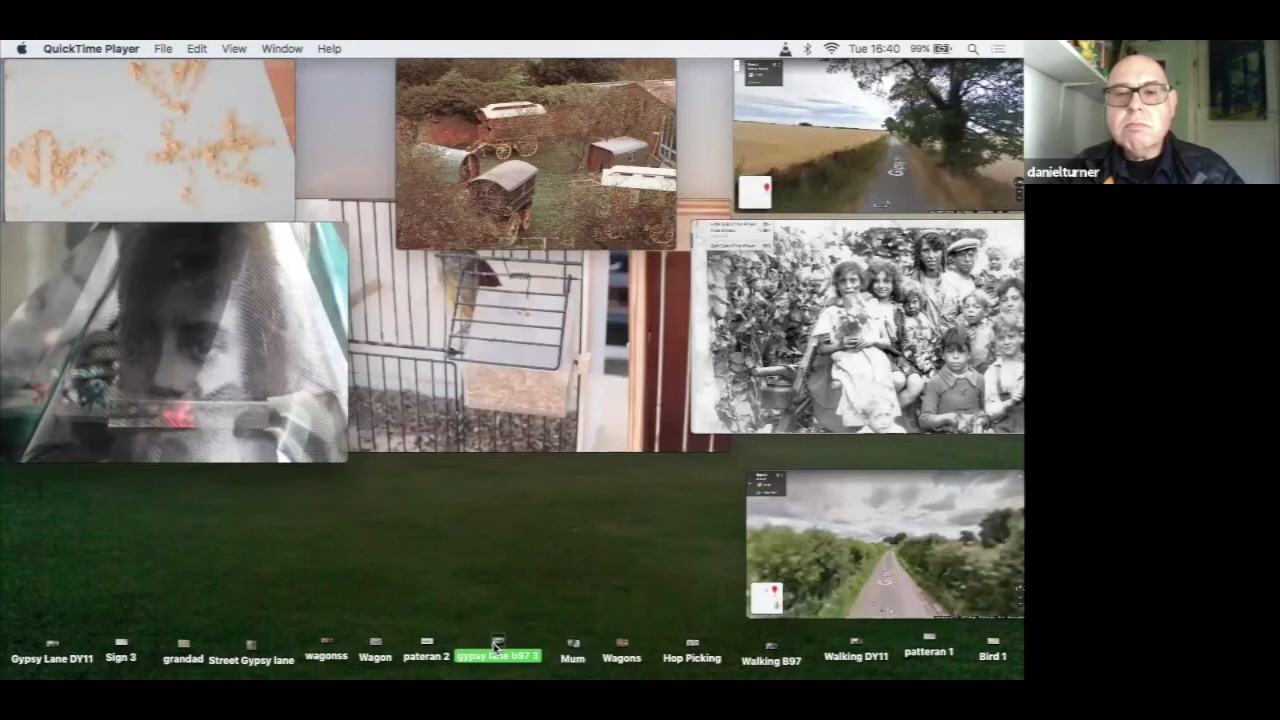 QuickTime Player File Edit View Window Help
Tue 16:40 99%
danielturner
Gypsy Lane DY11
Sign 3
grandad
Street Gypsy lane
wagonss
Wagon
pateran 2
gypsy lane b97 3
Mum
Wagons
Hop Picking
Walking B97
Walking DY11
patteran 1
Bird 1